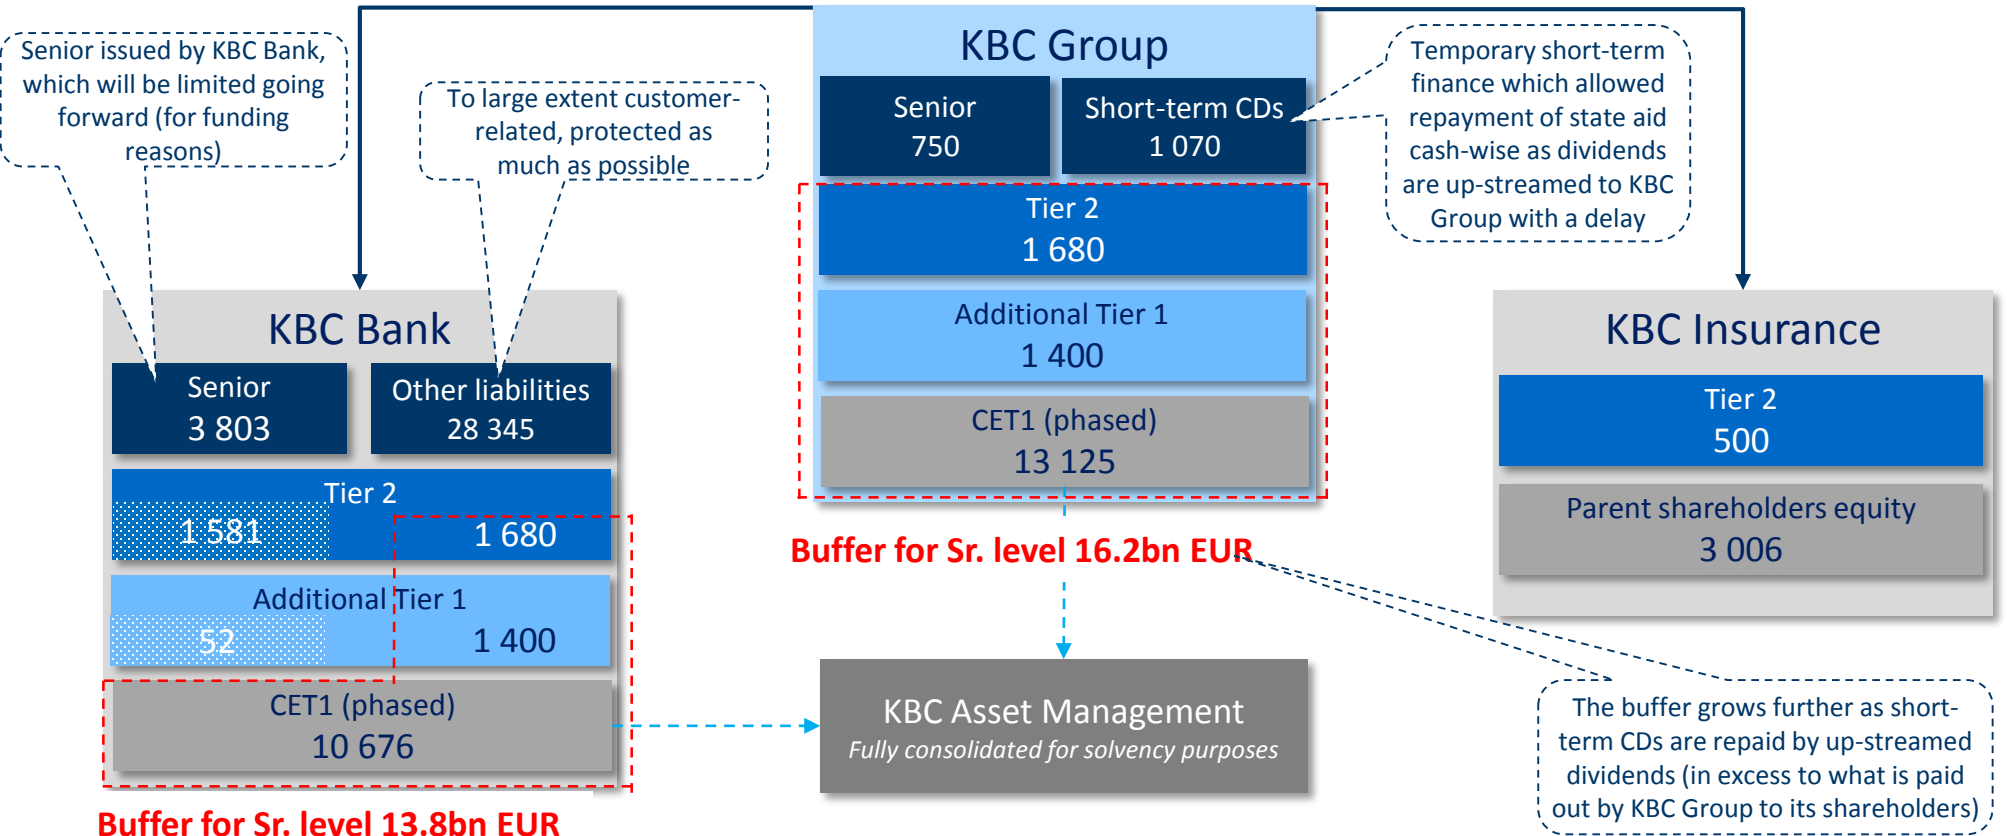 KBC Group
Senior
750
Short-term CDs
1 070
Tier 2
1 680
Additional Tier 1
1 400
CET1 (phased)
13 125
Buffer for Sr. level 16.2bn EUR
Senior issued by KBC Bank,
which will be limited going
forward (for funding
reasons)
To large extent customer-
related, protected as
much as possible
Temporary short-term
finance which allowed
repayment of state aid
cash-wise as dividends
are up-streamed to KBC
Group with a delay
KBC Bank
Senior
3 803
Other liabilities
28 345
Tier 2
1 581
1 680
Additional Tier 1
52
1 400
CET1 (phased)
10 676
Buffer for Sr. level 13.8bn EUR
KBC Asset Management
Fully consolidated for solvency purposes
KBC Insurance
Tier 2
500
Parent shareholders equity
3 006
The buffer grows further as short-
term CDs are repaid by up-streamed
dividends (in excess to what is paid
out by KBC Group to its shareholders)